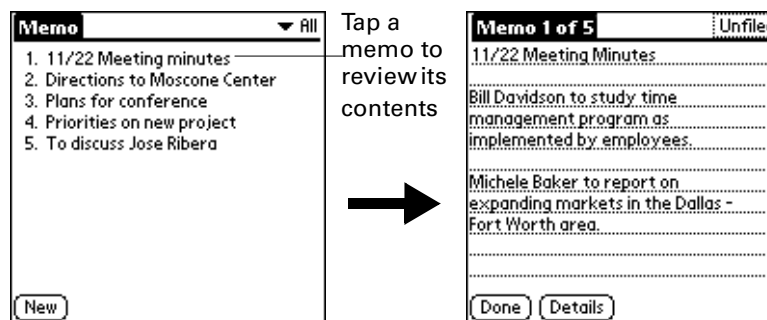 Memo
All
1. 11/22 Meeting minutes
2. Directions to Moscone Center
3. Plans for conference
4. Priorities on new project
5. To discuss Jose Ribera
New
Tap a
memo to
review its
contents
Memo 1 of 5
Unfile
11/22 Meeting Minutes
Bill Davidson to study time
management program as
implemented by employees.
Michele Baker to report on
expanding markets in the Dallas -
Fort Worth area.
Done Details